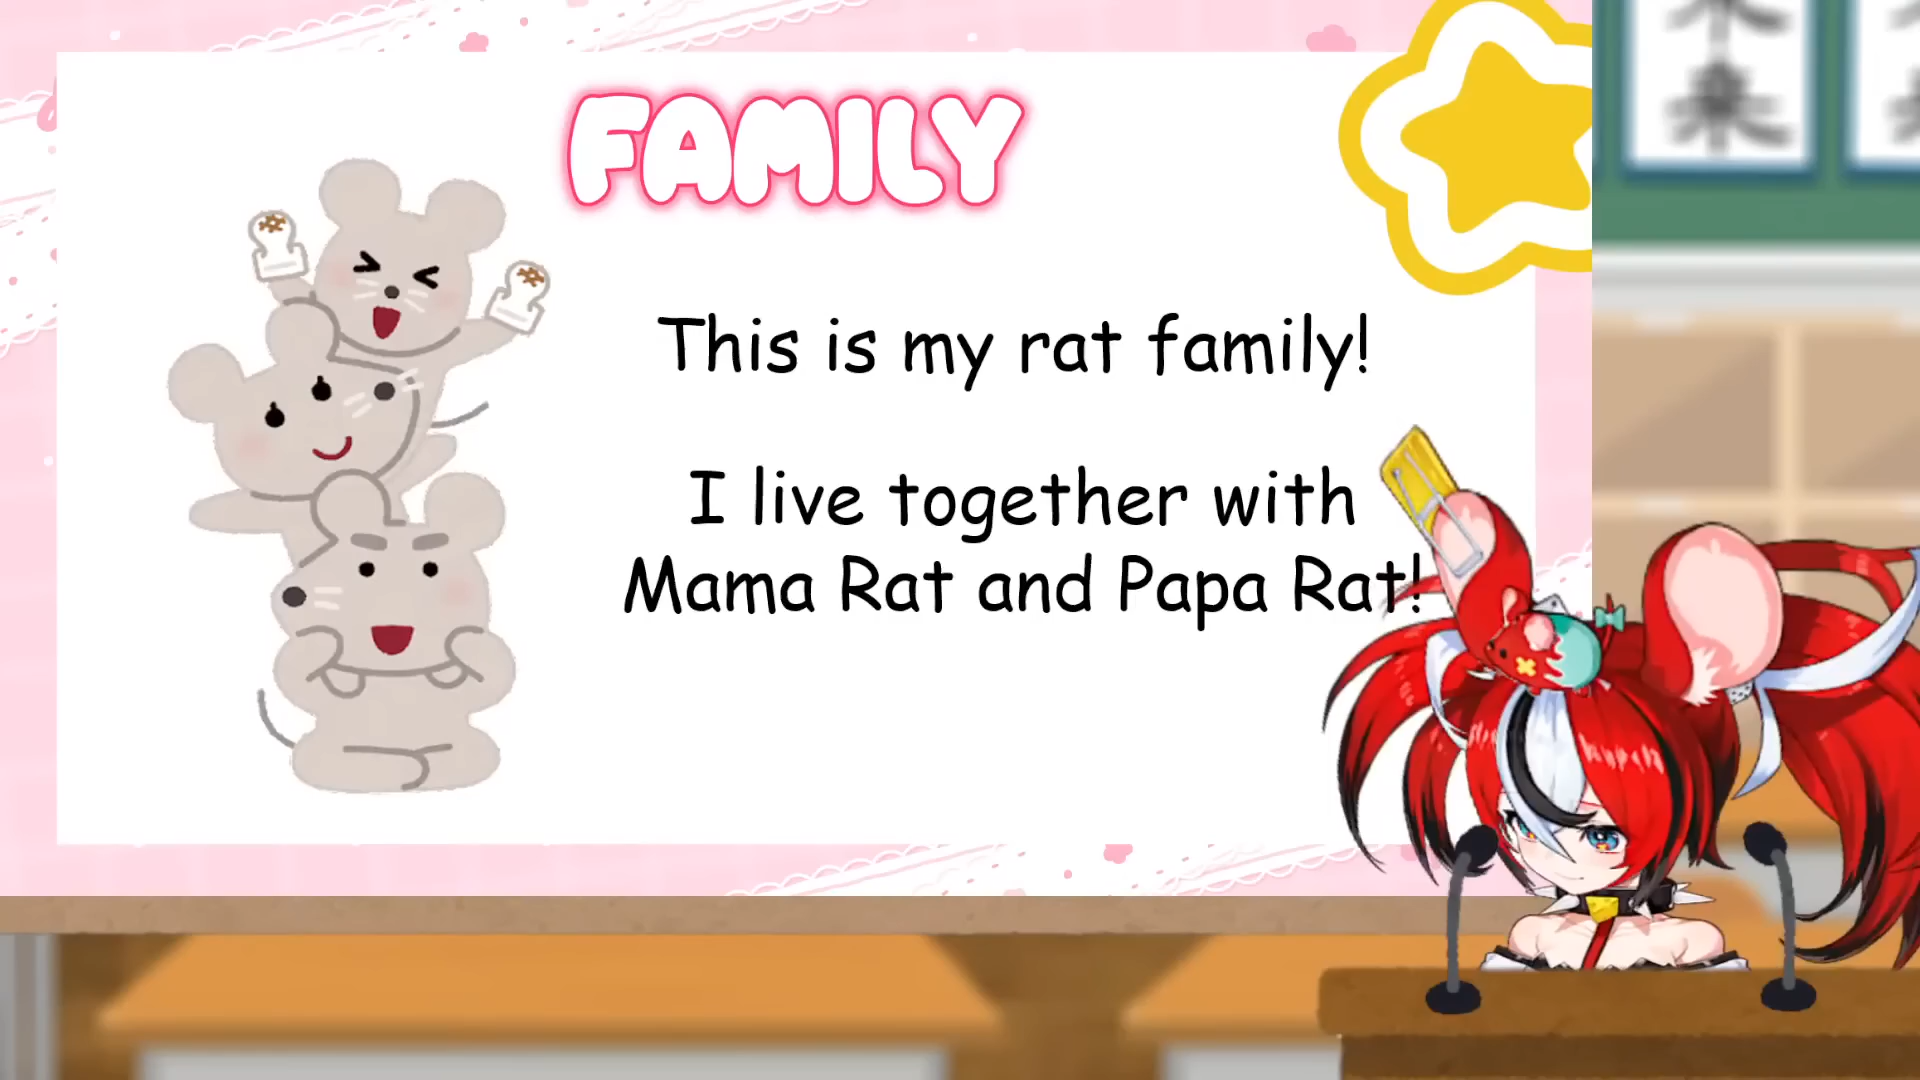 FAMILY
This is my rat family!
I live together with
Mama Rat and Papa Rat!